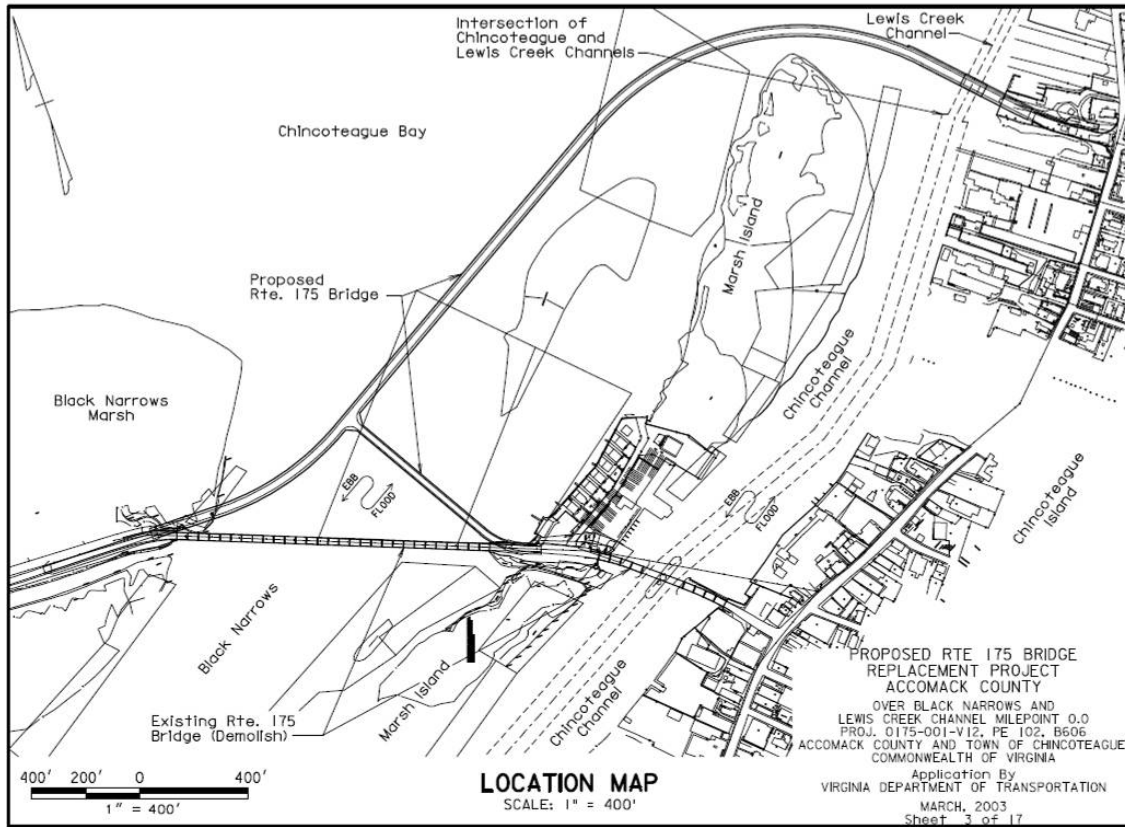 Intersection of
Chincoteague and
Lewis Creek Channels
Lewis Creek
Channel
Chincoteague Bay
Marsh Island
Proposed
Rte. 175 Bridge
Chincoteague
Channel
Black Narrows
Marsh
EBB
FLOOD
EBB
FLOOD
Chincoteague
Island
Black Narrows
Marsh Island
Chincoteague
Channel
Existing Rte. 175
Bridge (Demolish)
PROPOSED RTE 175 BRIDGE
REPLACEMENT PROJECT
ACCOMACK COUNTY
OVER BLACK NARROWS AND
LEWIS CREEK CHANNEL MILEPOINT 0.0
PROJ. 0175-001-V12, PE 102, B606
ACCOMACK COUNTY AND TOWN OF CHINCOTEAGUE
COMMONWEALTH OF VIRGINIA
Application By
VIRGINIA DEPARTMENT OF TRANSPORTATION
MARCH, 2003
Sheet 3 of 17
400' 200' 0 400'
1" = 400'
LOCATION MAP
SCALE: 1" = 400'